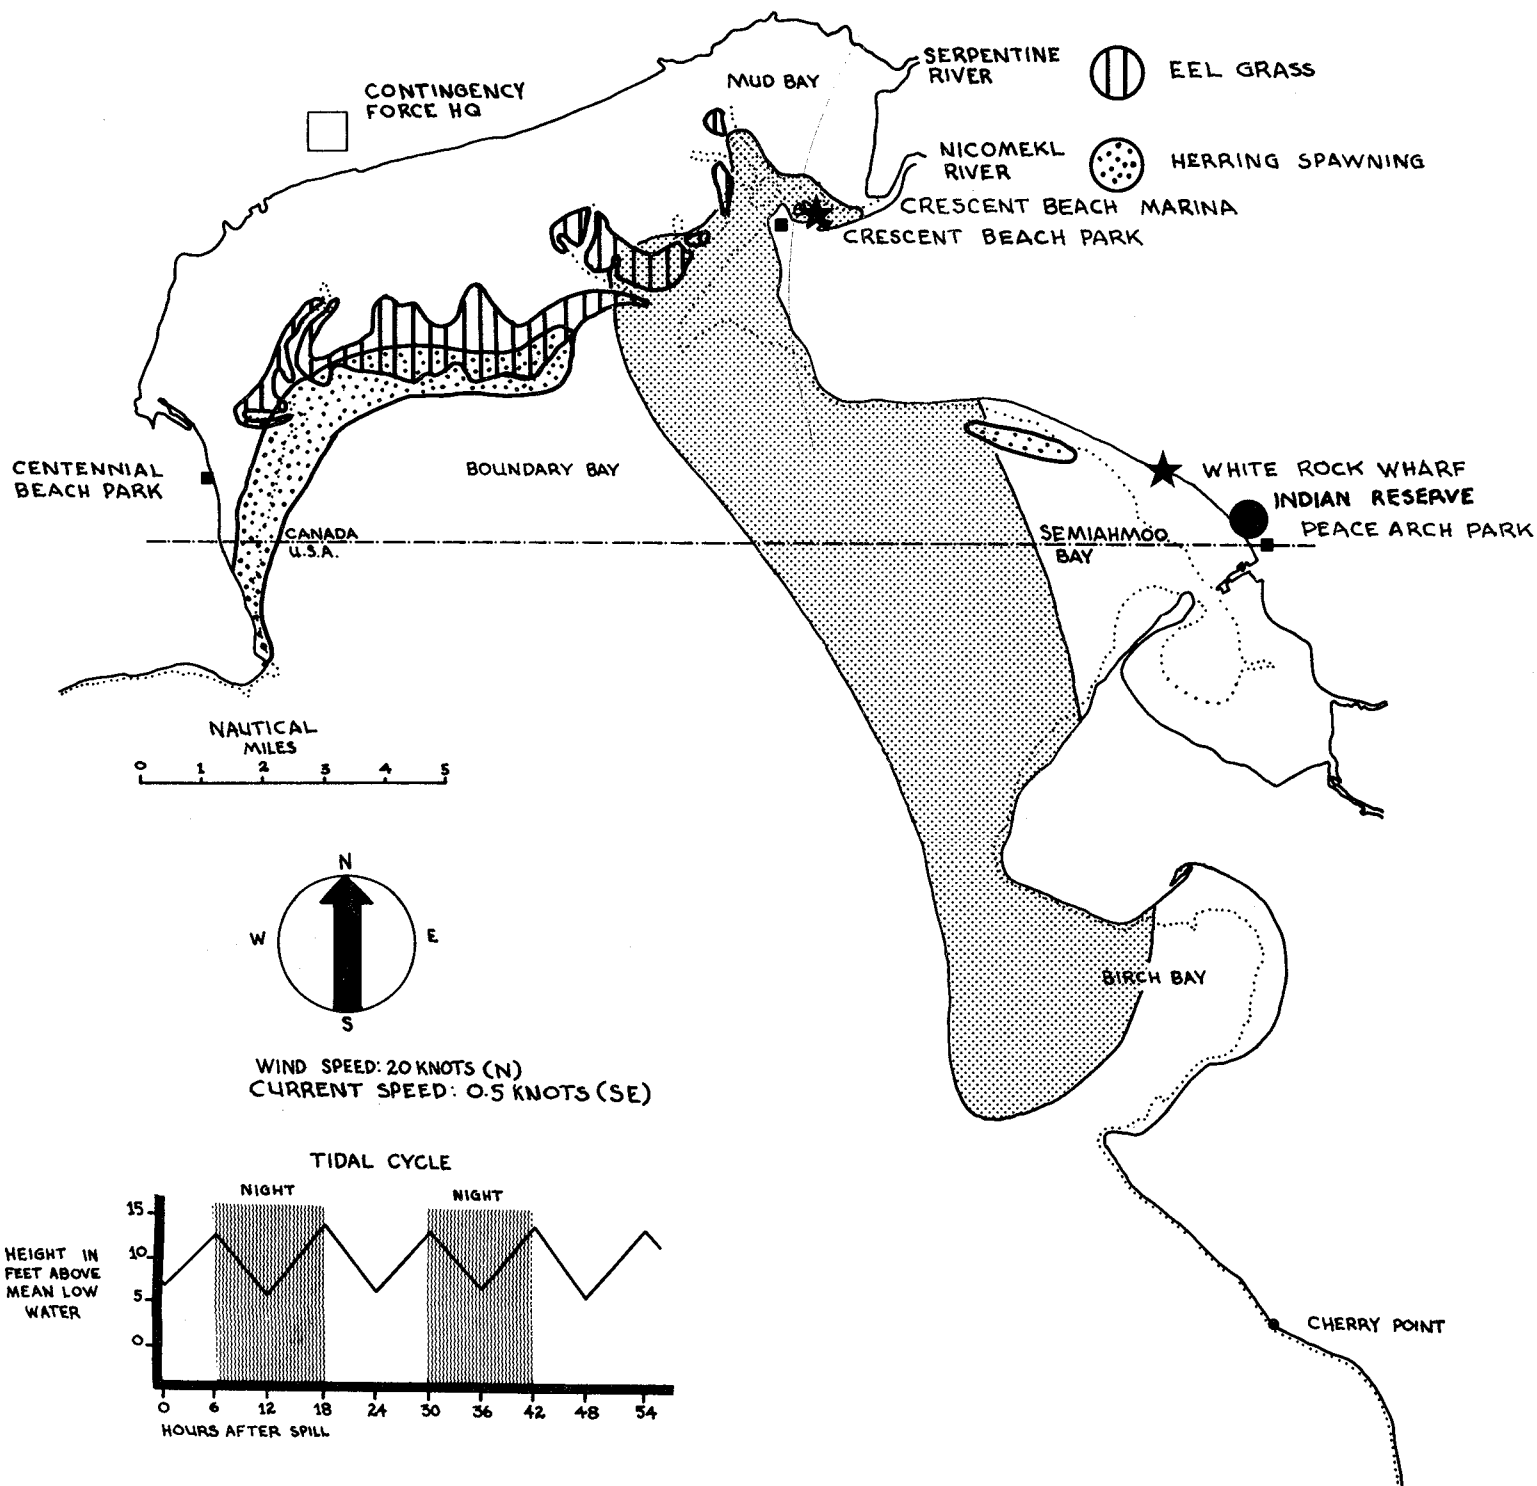 SERPENTINE
RIVER
EEL GRASS
MUD BAY
CONTINGENCY
FORCE HQ
NICOMEKL
RIVER
HERRING SPAWNING
CRESCENT BEACH MARINA
CRESCENT BEACH PARK
CENTENNIAL
BEACH PARK
BOUNDARY BAY
WHITE ROCK WHARF
INDIAN RESERVE
PEACE ARCH PARK
CANADA
U.S.A.
SEMIAHMOO
BAY
NAUTICAL
MILES
0 1 2 3 4 5
N
W E
S
BIRCH BAY
WIND SPEED: 20 KNOTS (N)
CURRENT SPEED: 0.5 KNOTS (SE)
TIDAL CYCLE
NIGHT NIGHT
15
10
5
0
HEIGHT IN
FEET ABOVE
MEAN LOW
WATER
0 6 12 18 24 30 36 42 48 54
HOURS AFTER SPILL
CHERRY POINT